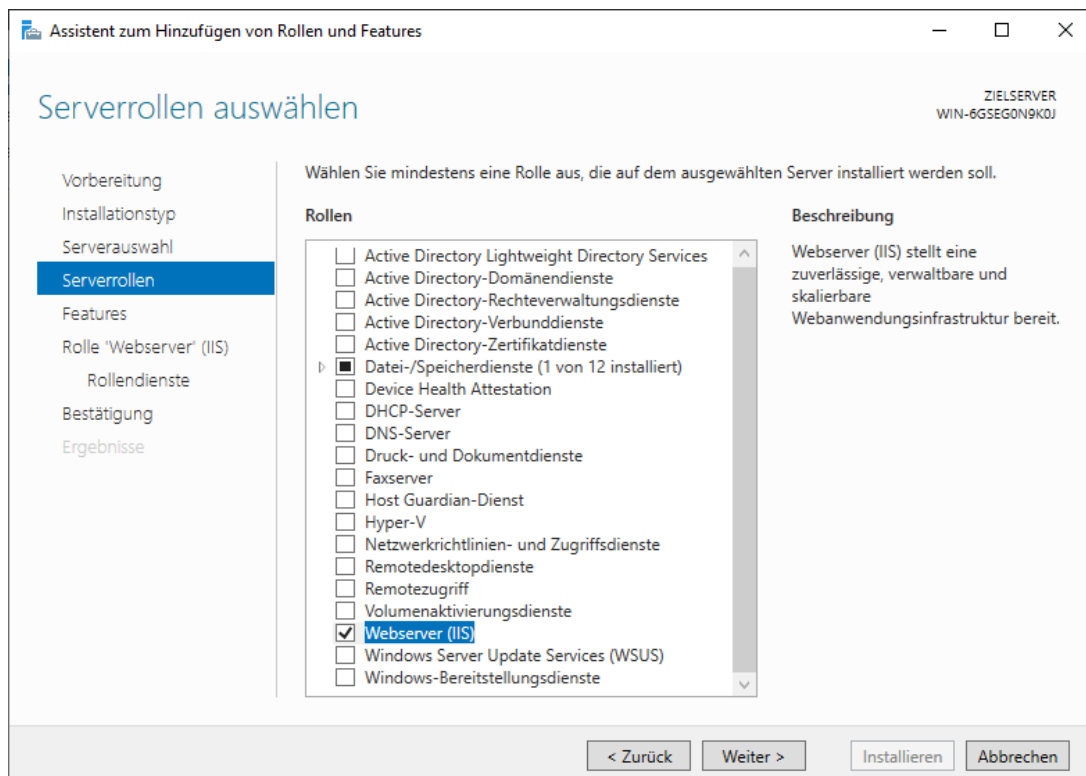 Assistent zum Hinzufügen von Rollen und Features
Serverrollen auswählen
ZIELSERVER
WIN-6GSEG0N9K0J
Vorbereitung
Installationstyp
Serverauswahl
Serverrollen
Features
Rolle 'Webserver' (IIS)
Rollendienste
Bestätigung
Ergebnisse
Wählen Sie mindestens eine Rolle aus, die auf dem ausgewählten Server installiert werden soll.
Rollen
Active Directory Lightweight Directory Services
Active Directory-Domänendienste
Active Directory-Rechteverwaltungsdienste
Active Directory-Verbunddienste
Active Directory-Zertifikatdienste
Datei-/Speicherdienste (1 von 12 installiert)
Device Health Attestation
DHCP-Server
DNS-Server
Druck- und Dokumentdienste
Faxserver
Host Guardian-Dienst
Hyper-V
Netzwerkrichtlinien- und Zugriffsdienste
Remotedesktopdienste
Remotezugriff
Volumenaktivierungsdienste
Webserver (IIS)
Windows Server Update Services (WSUS)
Windows-Bereitstellungsdienste
Beschreibung
Webserver (IIS) stellt eine
zuverlässige, verwaltbare und
skalierbare
Webanwendungsinfrastruktur bereit.
< Zurück
Weiter >
Installieren
Abbrechen